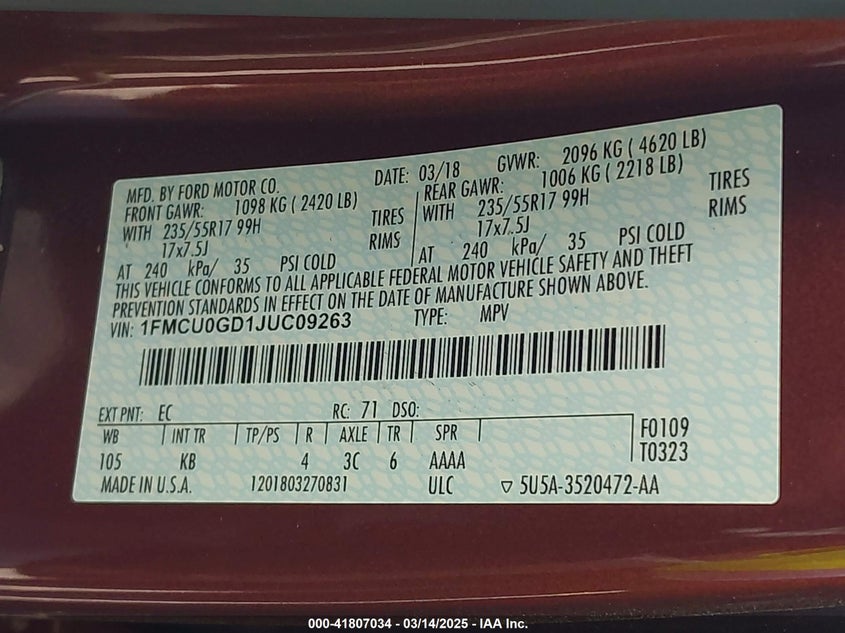 MFD. BY FORD MOTOR CO. DATE: 03/18 GVWR: 2096 KG ( 4620 LB)
FRONT GAWR: 1098 KG ( 2420 LB) REAR GAWR: 1006 KG ( 2218 LB)
WITH 235/55R17 99H TIRES WITH 235/55R17 99H TIRES
17x7.5J RIMS 17x7.5J RIMS
AT 240 kPa/ 35 PSI COLD AT 240 kPa/ 35 PSI COLD
THIS VEHICLE CONFORMS TO ALL APPLICABLE FEDERAL MOTOR VEHICLE SAFETY AND THEFT
PREVENTION STANDARDS IN EFFECT ON THE DATE OF MANUFACTURE SHOWN ABOVE.
VIN: 1FMCU0GD1JUC09263 TYPE: MPV
EXT PNT: EC RC: 71 DSO:
WB INT TR TP/PS R AXLE TR SPR F0109
105 KB 4 3C 6 AAAA T0323
MADE IN U.S.A. 1201803270831 ULC ▽ 5U5A-3520472-AA
000-41807034 - 03/14/2025 - IAA Inc.